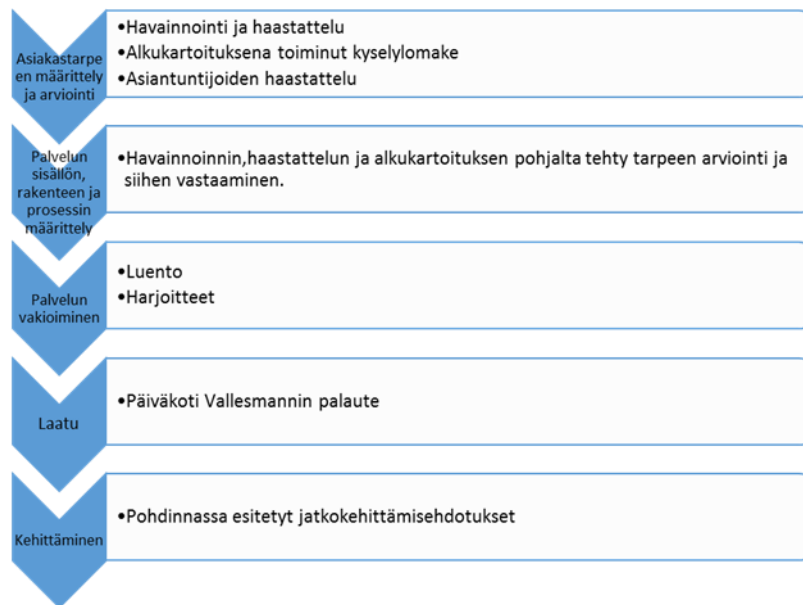 Asiakastarpe
en määrittely
ja arviointi
•Havainnointi ja haastattelu
•Alkukartoituksena toiminut kyselylomake
•Asiantuntijoiden haastattelu
Palvelun
sisällön,
rakenteen ja
prosessin
määrittely
•Havainnoinnin,haastattelun ja alkukartoituksen pohjalta tehty tarpeen arviointi ja
siihen vastaaminen.
Palvelun
vakioiminen
•Luento
•Harjoitteet
Laatu
•Päiväkoti Vallesmannin palaute
Kehittäminen
•Pohdinnassa esitetyt jatkokehittämisehdotukset